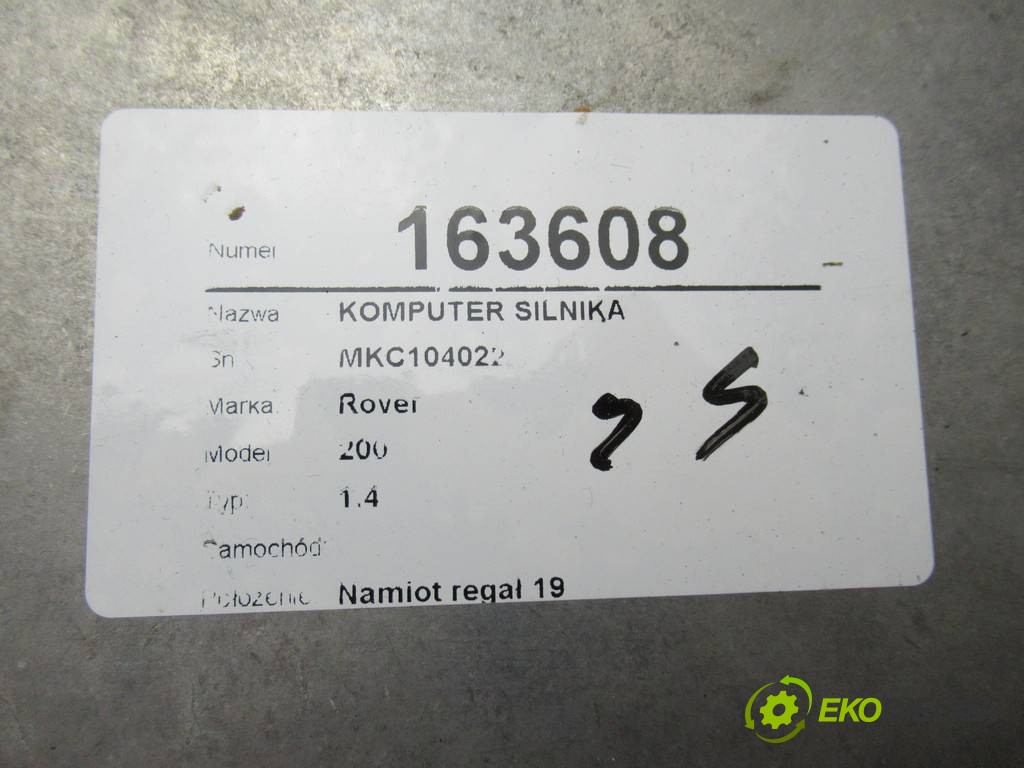 Numer 163608
Nazwa KOMPUTER SILNIKA
Sn MKC104022
Marka Rover
Model 200
Typ: 1.4
Samochód:
Położenie Namiot regał 19
EKO